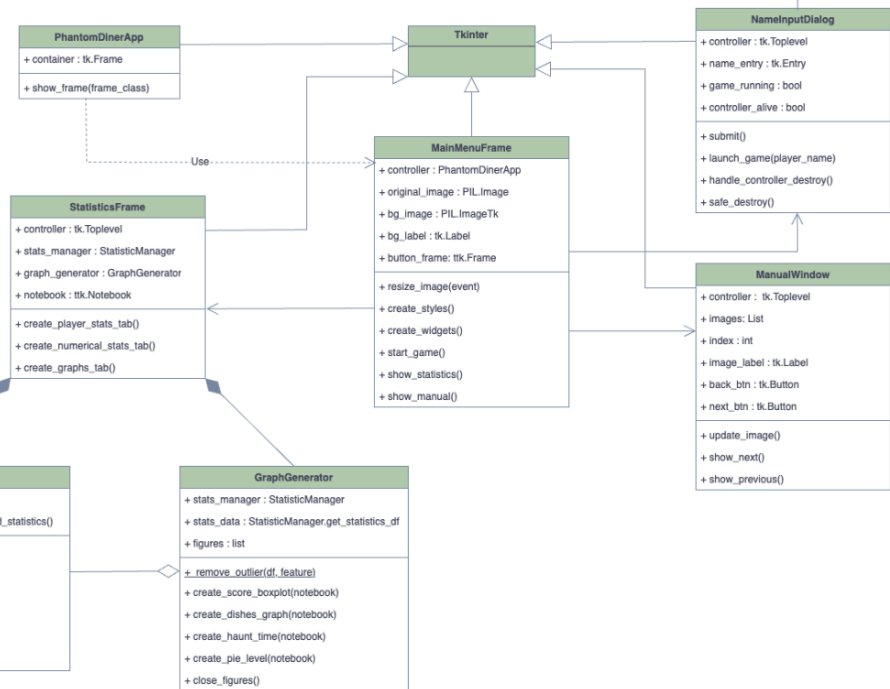 PhantomDinerApp
+ container : tk.Frame
+ show_frame(frame_class)
Tkinter
NameInputDialog
+ controller : tk.Toplevel
+ name_entry : tk.Entry
+ game_running : bool
+ controller_alive : bool
+ submit()
+ launch_game(player_name)
+ handle_controller_destroy()
+ safe_destroy()
Use
MainMenuFrame
+ controller : PhantomDinerApp
+ original_image : PIL.Image
+ bg_image : PIL.ImageTk
+ bg_label : tk.Label
+ button_frame: ttk.Frame
+ resize_image(event)
+ create_styles()
+ create_widgets()
+ start_game()
+ show_statistics()
+ show_manual()
StatisticsFrame
+ controller : tk.Toplevel
+ stats_manager : StatisticManager
+ graph_generator : GraphGenerator
+ notebook : ttk.Notebook
+ create_player_stats_tab()
+ create_numerical_stats_tab()
+ create_graphs_tab()
ManualWindow
+ controller : tk.Toplevel
+ images: List
+ index : int
+ image_label : tk.Label
+ back_btn : tk.Button
+ next_btn : tk.Button
+ update_image()
+ show_next()
+ show_previous()
_statistics()
GraphGenerator
+ stats_manager : StatisticManager
+ stats_data : StatisticManager.get_statistics_df
+ figures : list
+ remove_outlier(df, feature)
+ create_score_boxplot(notebook)
+ create_dishes_graph(notebook)
+ create_haunt_time(notebook)
+ create_pie_level(notebook)
+ close_figures()